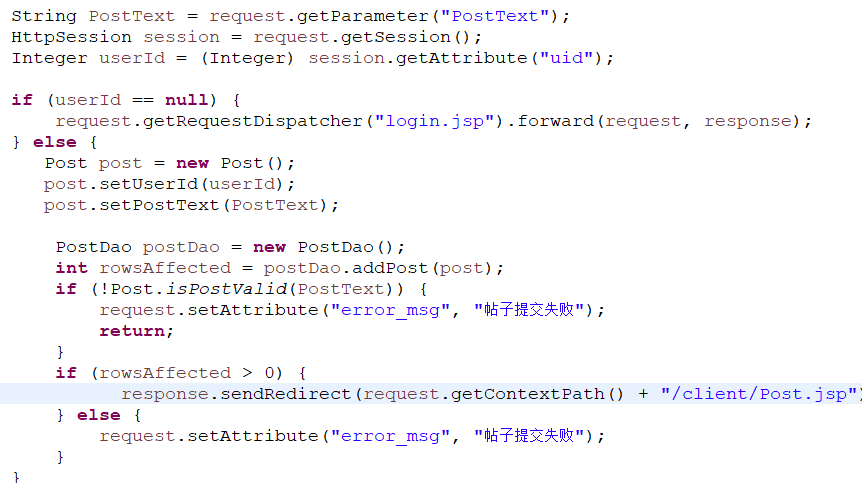 String PostText = request.getParameter("PostText");
HttpSession session = request.getSession();
Integer userId = (Integer) session.getAttribute("uid");
if (userId == null) {
request.getRequestDispatcher("login.jsp").forward(request, response);
} else {
Post post = new Post();
post.setUserId(userId);
post.setPostText(PostText);
PostDao postDao = new PostDao();
int rowsAffected = postDao.addPost(post);
if (!Post.isPostValid(PostText)) {
request.setAttribute("error_msg", "帖子提交失败");
return;
}
if (rowsAffected > 0) {
response.sendRedirect(request.getContextPath() + "/client/Post.jsp")
} else {
request.setAttribute("error_msg", "帖子提交失败");
}
}